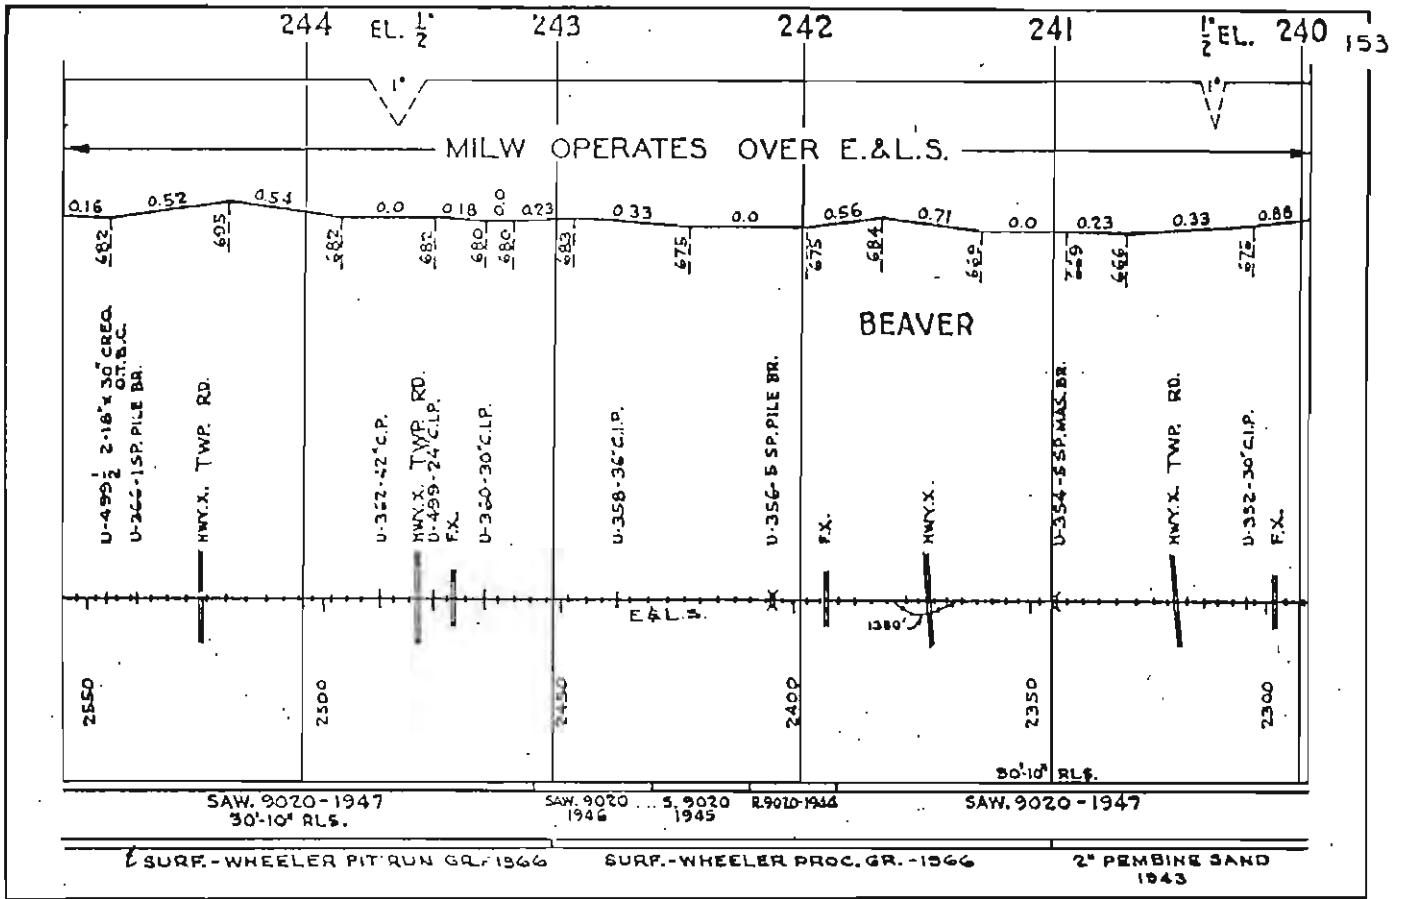 244 EL. ½ 243 242 241 ½ EL. 240 153
1° 1°
MILW OPERATES OVER E.&L.S.
0.16 0.52 0.54 0.0 0.18 0.0 0.23 0.33 0.0 0.56 0.71 0.0 0.23 0.33 0.88
682 695 682 682 680 680 683 675 675 684 669 669 666 676
BEAVER
U-499½ 2-18"x 30" CREO.
O.T.B.C.
U-366-1 SP. PILE BR.
HWY.X. TWP. RD.
U-362-42"C.P.
HWY.X. TWP. RD.
U-499-24"C.I.P.
F.X.
U-360-30"C.I.P.
U-358-36"C.I.P.
U-356-5 SP. PILE BR.
F.X.
HWY.X.
U-354-5 SP. MAS. BR.
HWY.X. TWP. RD.
U-352-30"C.I.P.
F.X.
E&L.S.
1380'
2550 2500 2450 2400 2350 2300
30'-10" RLS.
SAW. 9020-1947
30'-10" RLS.
SAW. 9020
1946
S. 9020
1945
R.9020-1944
SAW. 9020-1947
SURF.-WHEELER PIT RUN GR.-1966
SURF.-WHEELER PROC. GR.-1966
2" PEMBINE SAND
1943